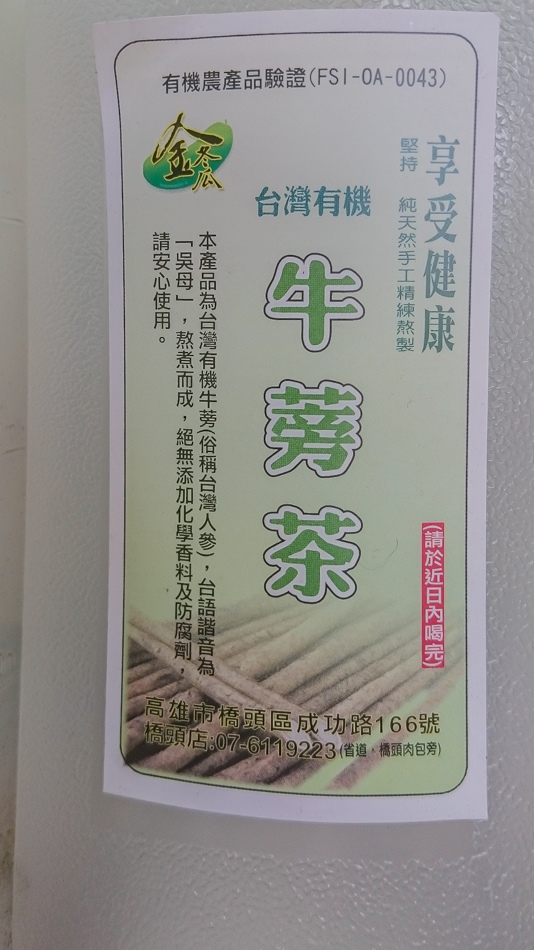 有機農產品驗證(FSI-OA-0043)
金冬瓜
享受健康
堅持 純天然手工精練熬製
(請於近日內喝完)
台灣有機
牛蒡茶
本產品為台灣有機牛蒡(俗稱台灣人參),台語諧音為
「吳母」,熬煮而成,絕無添加化學香料及防腐劑,
請安心使用。
高雄市橋頭區成功路166號
橋頭店:07-6119223(省道、橋頭肉包旁)